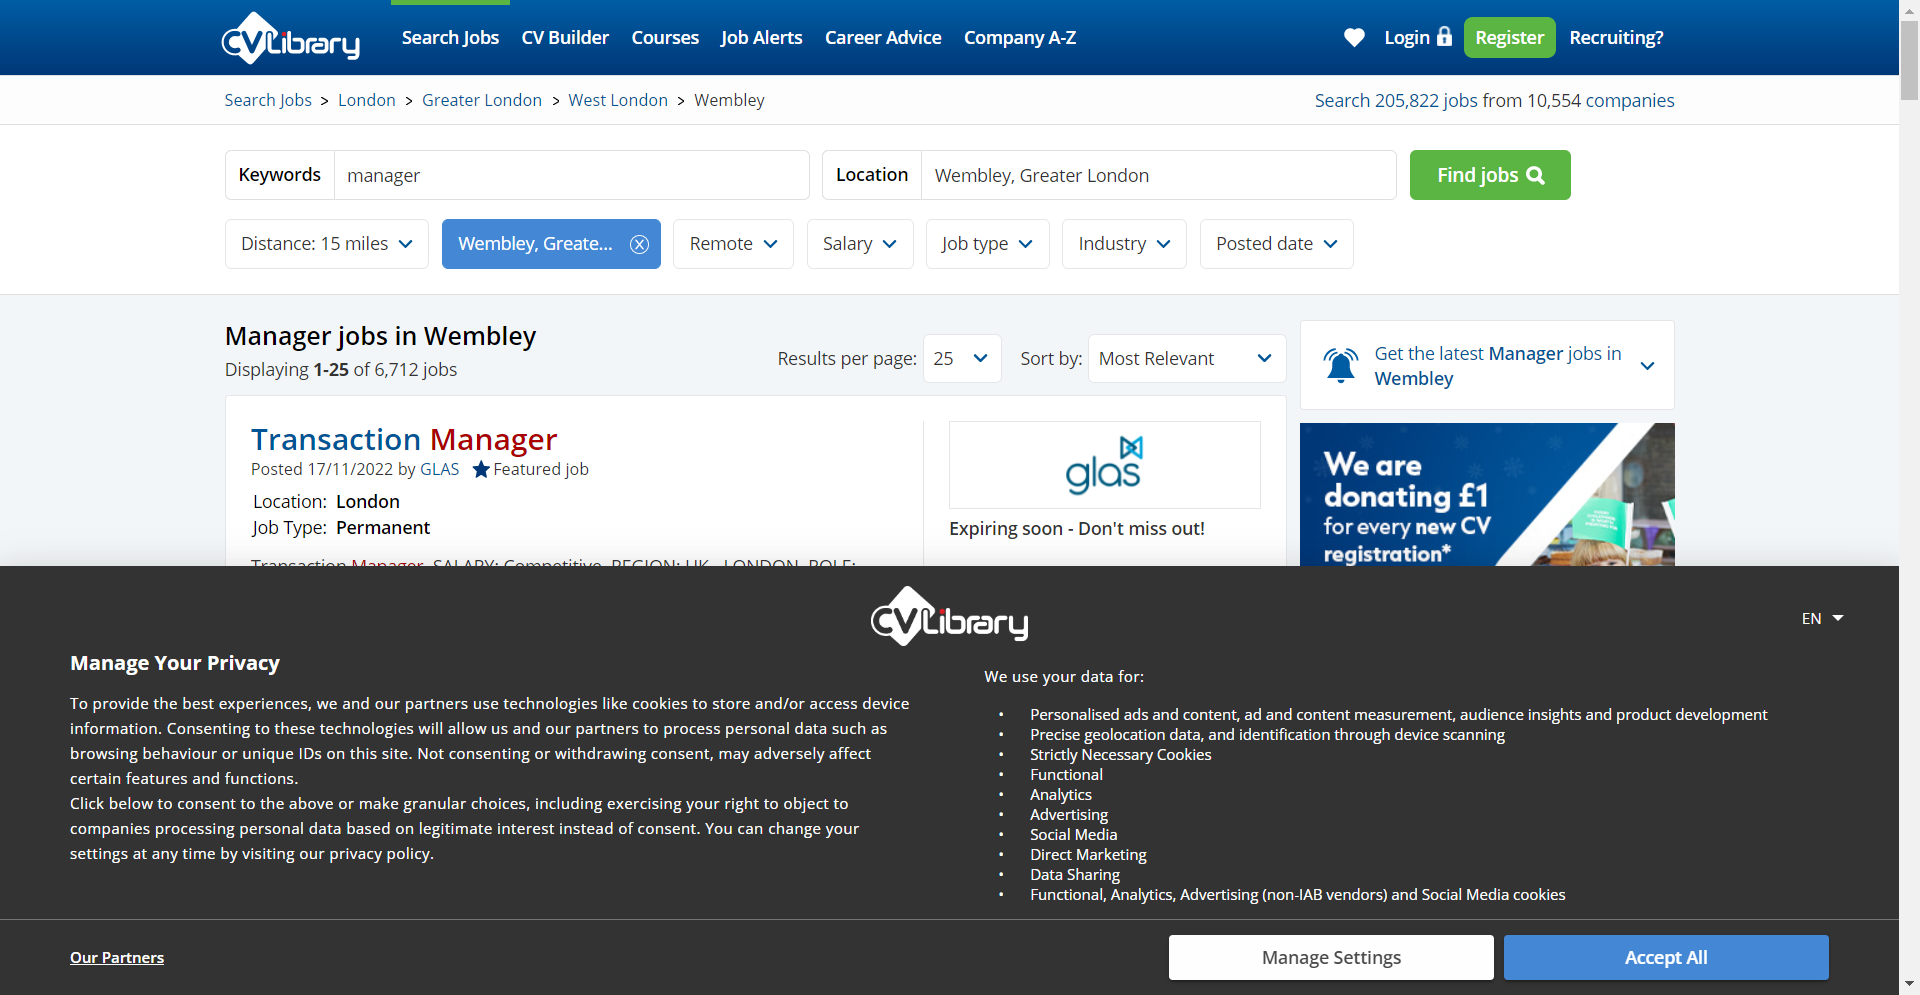 CVLibrary
Search Jobs CV Builder Courses Job Alerts Career Advice Company A-Z
Login Register Recruiting?
Search Jobs > London > Greater London > West London > Wembley
Search 205,822 jobs from 10,554 companies
Keywords manager
Location Wembley, Greater London
Find jobs
Distance: 15 miles
Wembley, Greate...
Remote
Salary
Job type
Industry
Posted date
Manager jobs in Wembley
Displaying 1-25 of 6,712 jobs
Results per page: 25
Sort by: Most Relevant
Get the latest Manager jobs in
Wembley
Transaction Manager
Posted 17/11/2022 by GLAS Featured job
Location: London
Job Type: Permanent
Transaction Manager SALARY: Competitive REGION: UK - LONDON ROLE:
glas
Expiring soon - Don't miss out!
We are
donating £1
for every new CV
registration*
CVLibrary
EN
Manage Your Privacy
To provide the best experiences, we and our partners use technologies like cookies to store and/or access device
information. Consenting to these technologies will allow us and our partners to process personal data such as
browsing behaviour or unique IDs on this site. Not consenting or withdrawing consent, may adversely affect
certain features and functions.
Click below to consent to the above or make granular choices, including exercising your right to object to
companies processing personal data based on legitimate interest instead of consent. You can change your
settings at any time by visiting our privacy policy.
We use your data for:
• Personalised ads and content, ad and content measurement, audience insights and product development
• Precise geolocation data, and identification through device scanning
• Strictly Necessary Cookies
• Functional
• Analytics
• Advertising
• Social Media
• Direct Marketing
• Data Sharing
• Functional, Analytics, Advertising (non-IAB vendors) and Social Media cookies
Our Partners
Manage Settings
Accept All